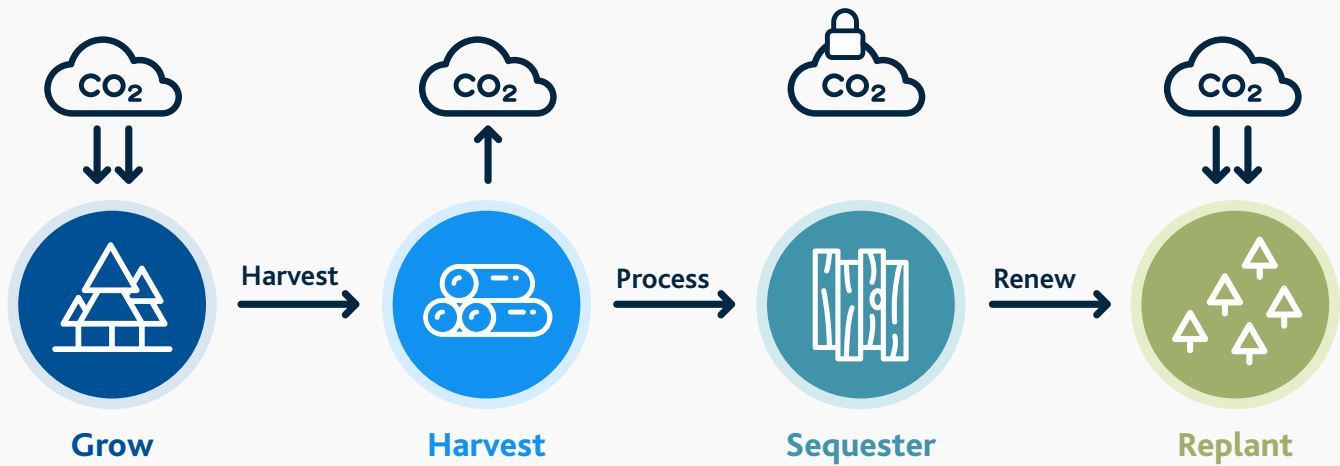 CO₂
CO₂
CO₂
CO₂
Harvest
Process
Renew
Grow
Harvest
Sequester
Replant